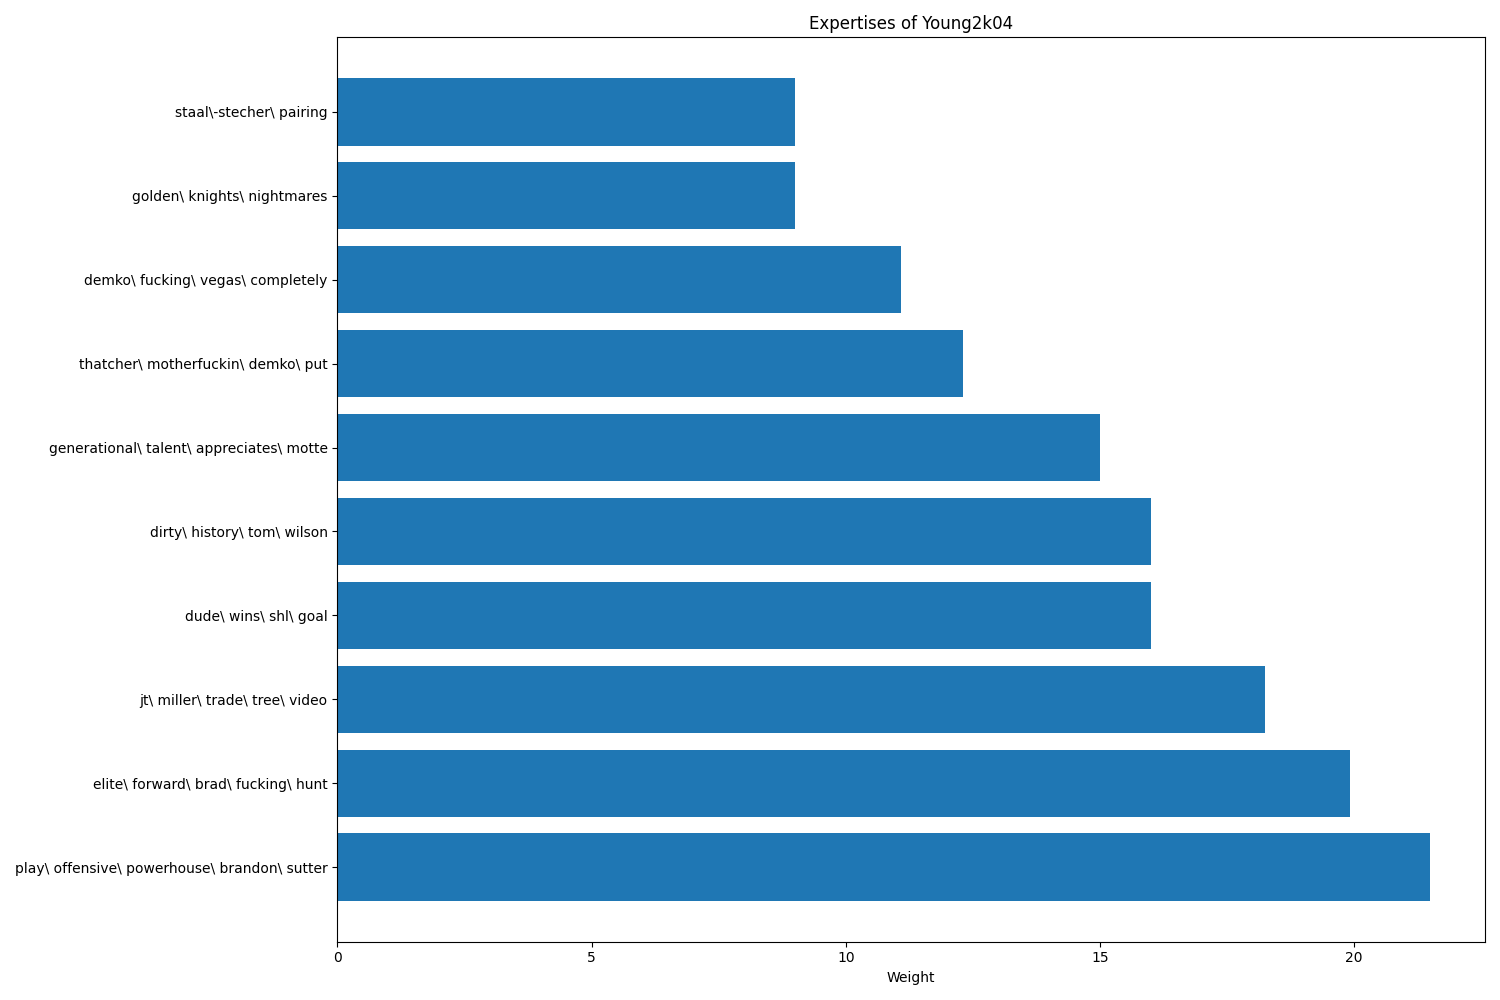 Expertises of Young2k04
staal\-stecher\ pairing
golden\ knights\ nightmares
demko\ fucking\ vegas\ completely
thatcher\ motherfuckin\ demko\ put
generational\ talent\ appreciates\ motte
dirty\ history\ tom\ wilson
dude\ wins\ shl\ goal
jt\ miller\ trade\ tree\ video
elite\ forward\ brad\ fucking\ hunt
play\ offensive\ powerhouse\ brandon\ sutter
0 5 10 15 20
Weight